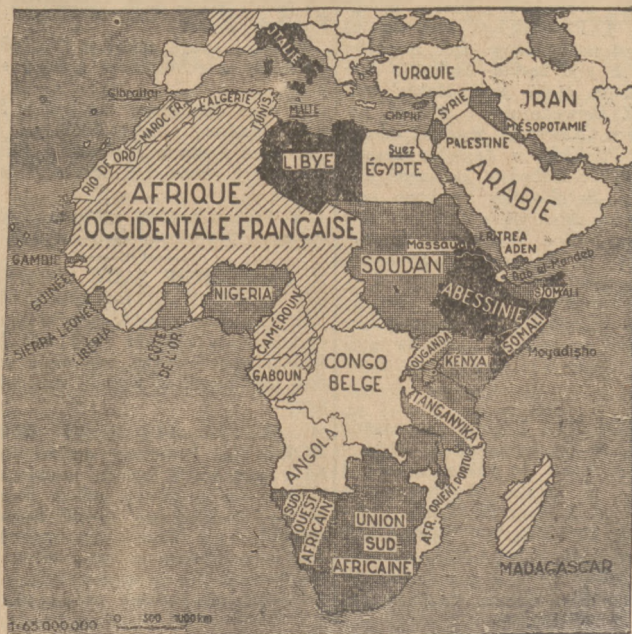 ITALIE
TURQUIE
Gibraltar
MAROC FR.
L'ALGÉRIE
TUNIS
MALTE
SYRIE
IRAN
MÉSOPOTAMIE
RIO DE ORO
LIBYE
Suez
ÉGYPTE
PALESTINE
ARABIE
AFRIQUE
OCCIDENTALE FRANÇAISE
GAMBIE
GUINÉE
SIERRA LEONE
LIBÉRIA
CÔTE
DE L'OR
NIGERIA
SOUDAN
Massaua
ERITREA
ADEN
Bab el-Mandeb
ABESSINIE
SOMALI
SOMALI
Mogadisho
CAMEROUN
GABOUN
CONGO
BELGE
OUGANDA
KÉNYA
TANGANYIKA
ANGOLA
AFR. ORIENT. PORTUG.
SUD
OUEST
AFRICAIN
UNION
SUD
AFRICAINE
MADAGASCAR
1:65 000 000
0 500 1000 km